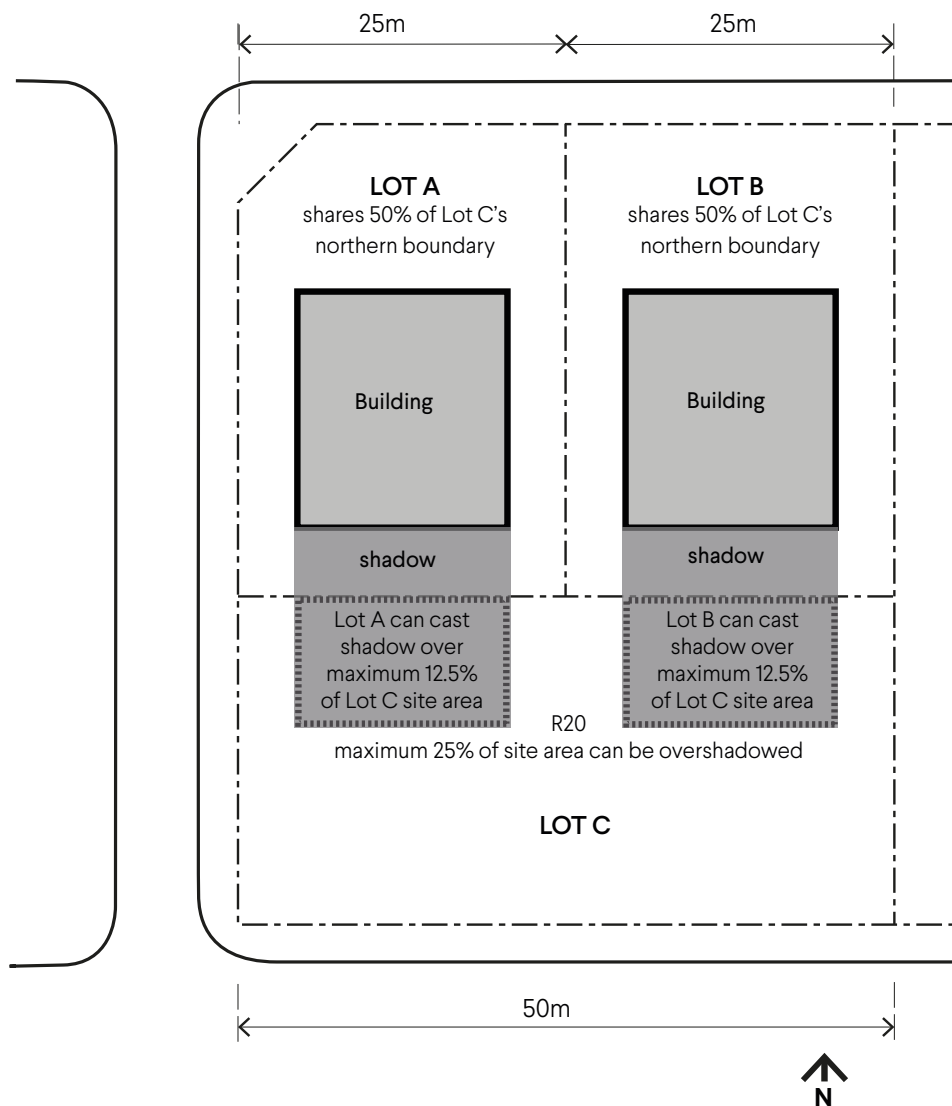 25m
25m
LOT A
shares 50% of Lot C’s
northern boundary
LOT B
shares 50% of Lot C’s
northern boundary
Building
Building
shadow
shadow
Lot A can cast
shadow over
maximum 12.5%
of Lot C site area
Lot B can cast
shadow over
maximum 12.5%
of Lot C site area
R20
maximum 25% of site area can be overshadowed
LOT C
50m
N